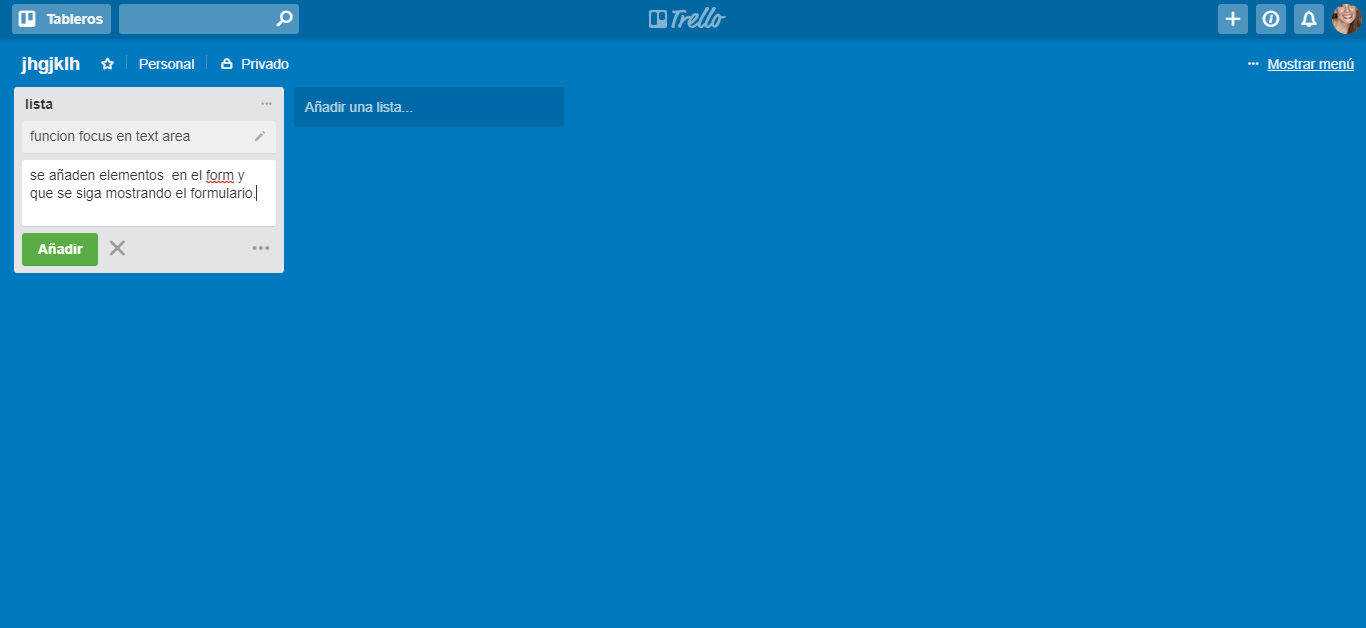 Tableros
Trello
jhgjklh
Personal
Privado
Mostrar menú
lista
Añadir una lista...
funcion focus en text area
se añaden elementos  en el form y
que se siga mostrando el formulario.
Añadir